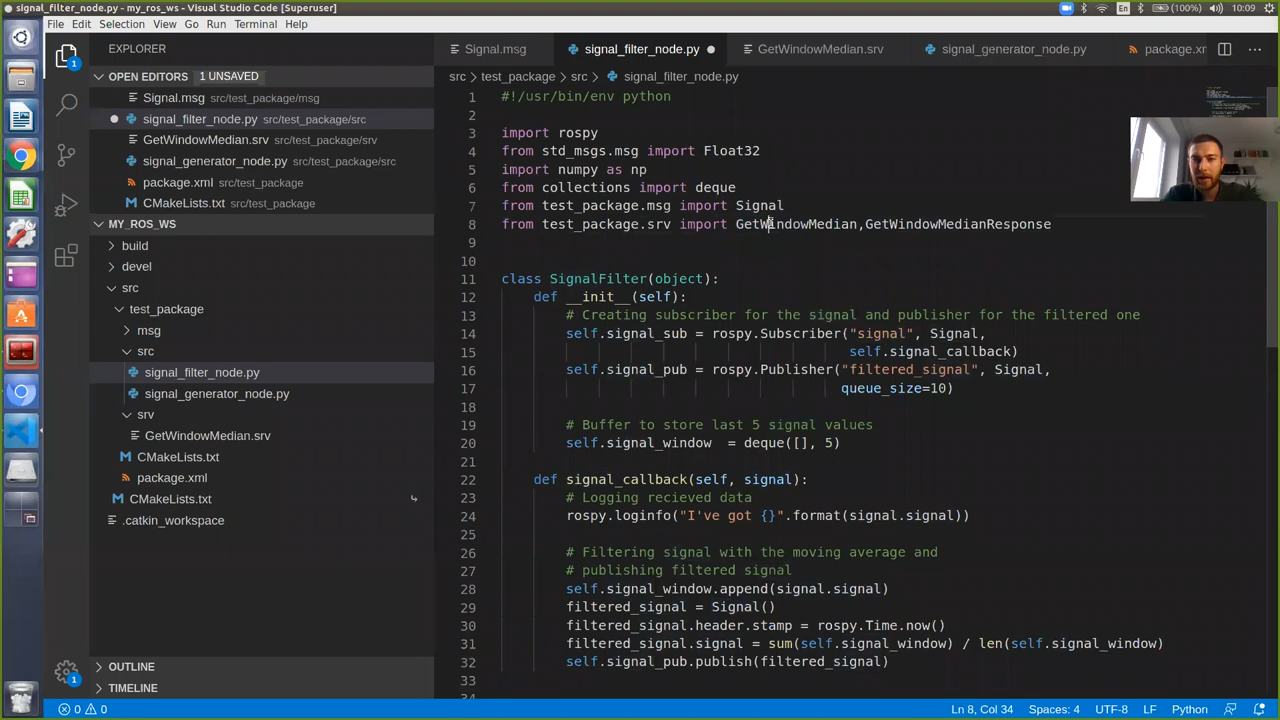 signal_filter_node.py - my_ros_ws - Visual Studio Code [Superuser]
En
(100%)
10:09
File Edit Selection View Go Run Terminal Help
EXPLORER
OPEN EDITORS 1 UNSAVED
Signal.msg src/test_package/msg
signal_filter_node.py src/test_package/src
GetWindowMedian.srv src/test_package/srv
signal_generator_node.py src/test_package/src
package.xml src/test_package
CMakeLists.txt src/test_package
MY_ROS_WS
build
devel
src
test_package
msg
src
signal_filter_node.py
signal_generator_node.py
srv
GetWindowMedian.srv
CMakeLists.txt
package.xml
CMakeLists.txt
.catkin_workspace
OUTLINE
TIMELINE
1
1
Signal.msg signal_filter_node.py GetWindowMedian.srv signal_generator_node.py package.xr
src > test_package > src > signal_filter_node.py
1 #!/usr/bin/env python
2
3 import rospy
4 from std_msgs.msg import Float32
5 import numpy as np
6 from collections import deque
7 from test_package.msg import Signal
8 from test_package.srv import GetWindowMedian,GetWindowMedianResponse
9
10
11 class SignalFilter(object):
12 def __init__(self):
13 # Creating subscriber for the signal and publisher for the filtered one
14 self.signal_sub = rospy.Subscriber("signal", Signal,
15 self.signal_callback)
16 self.signal_pub = rospy.Publisher("filtered_signal", Signal,
17 queue_size=10)
18
19 # Buffer to store last 5 signal values
20 self.signal_window  = deque([], 5)
21
22 def signal_callback(self, signal):
23 # Logging recieved data
24 rospy.loginfo("I've got {}".format(signal.signal))
25
26 # Filtering signal with the moving average and
27 # publishing filtered signal
28 self.signal_window.append(signal.signal)
29 filtered_signal = Signal()
30 filtered_signal.header.stamp = rospy.Time.now()
31 filtered_signal.signal = sum(self.signal_window) / len(self.signal_window)
32 self.signal_pub.publish(filtered_signal)
33
34
0 0
Ln 8, Col 34 Spaces: 4 UTF-8 LF Python